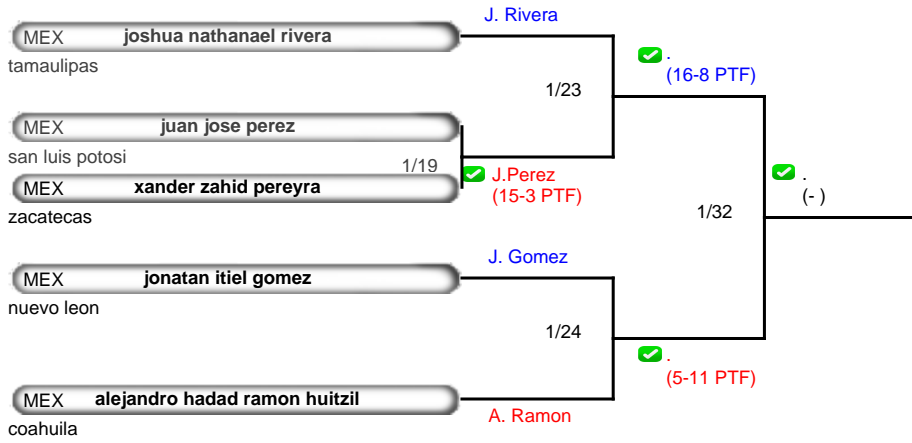 J. Rivera
MEX joshua nathanael rivera
tamaulipas
.
(16-8 PTF)
1/23
MEX juan jose perez
san luis potosi
1/19
J.Perez
(15-3 PTF)
MEX xander zahid pereyra
zacatecas
.
(- )
1/32
J. Gomez
MEX jonatan itiel gomez
nuevo leon
1/24
.
(5-11 PTF)
MEX alejandro hadad ramon huitzil
A. Ramon
coahuila